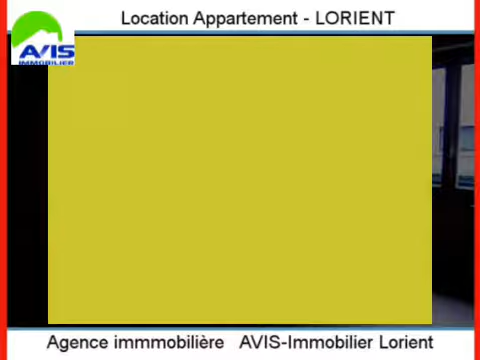 Location Appartement - LORIENT
AVIS
IMMOBILIER
Agence immmobilière AVIS-Immobilier Lorient